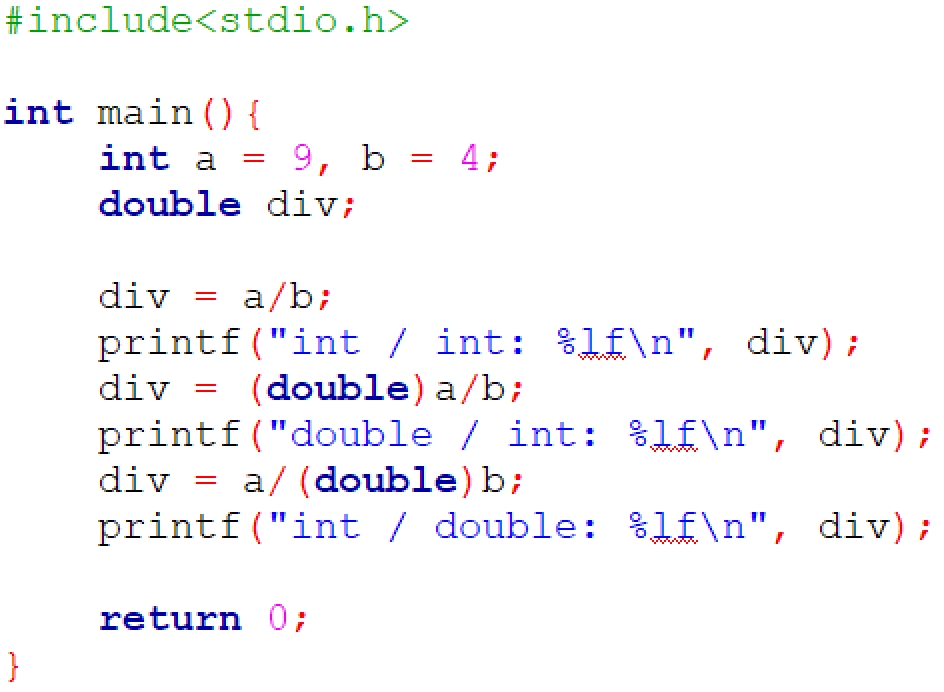 #include<stdio.h>
int main(){
int a = 9, b = 4;
double div;
div = a/b;
printf("int / int: %lf\n", div);
div = (double)a/b;
printf("double / int: %lf\n", div);
div = a/(double)b;
printf("int / double: %lf\n", div);
return 0;
}